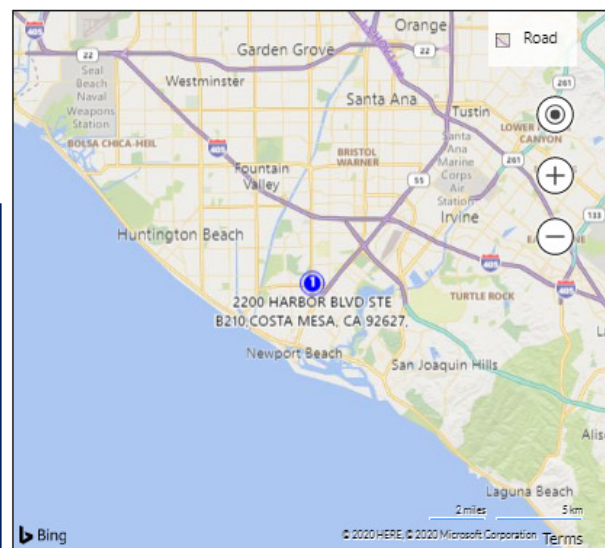 Orange
Road
22
405
22
Garden Grove
Seal
Beach
Naval
Weapons
Station
Westminster
Santa Ana
261
Tustin
BOLSA CHICA-HEIL
405
Santa
Ana
Marine
Corps
Air
Station
LOWER
CANYON
261
BRISTOL
WARNER
Fountain
Valley
55
133
Irvine
Huntington Beach
405
405
TURTLE ROCK
1
2200 HARBOR BLVD STE
B210,COSTA MESA, CA 92627,
Newport Beach
San Joaquin Hills
Laguna Beach
2 miles
5 km
Bing
© 2020 HERE, © 2020 Microsoft Corporation
Terms